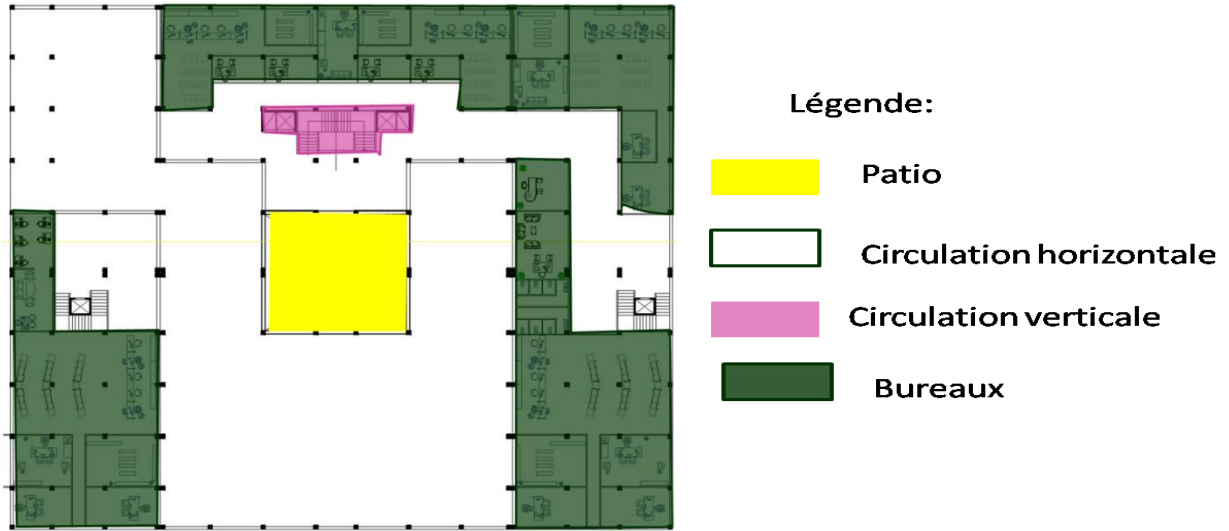 Légende:
Patio
Circulation horizontale
Circulation verticale
Bureaux